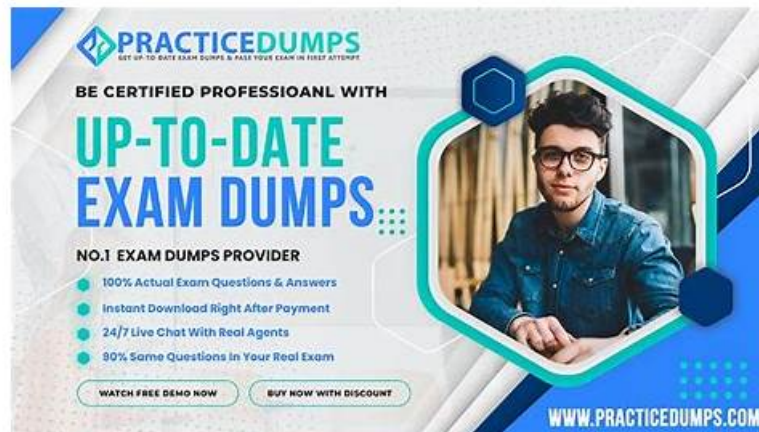 PRACTICEDUMPS
GET UP-TO DATE EXAM DUMPS & PASS YOUR EXAM IN FIRST ATTEMPT
BE CERTIFIED PROFESSIOANL WITH
UP-TO-DATE
EXAM DUMPS
NO.1 EXAM DUMPS PROVIDER
100% Actual Exam Questions & Answers
Instant Download Right After Payment
24/7 Live Chat With Real Agents
90% Same Questions In Your Real Exam
WATCH FREE DEMO NOW BUY NOW WITH DISCOUNT
WWW.PRACTICEDUMPS.COM